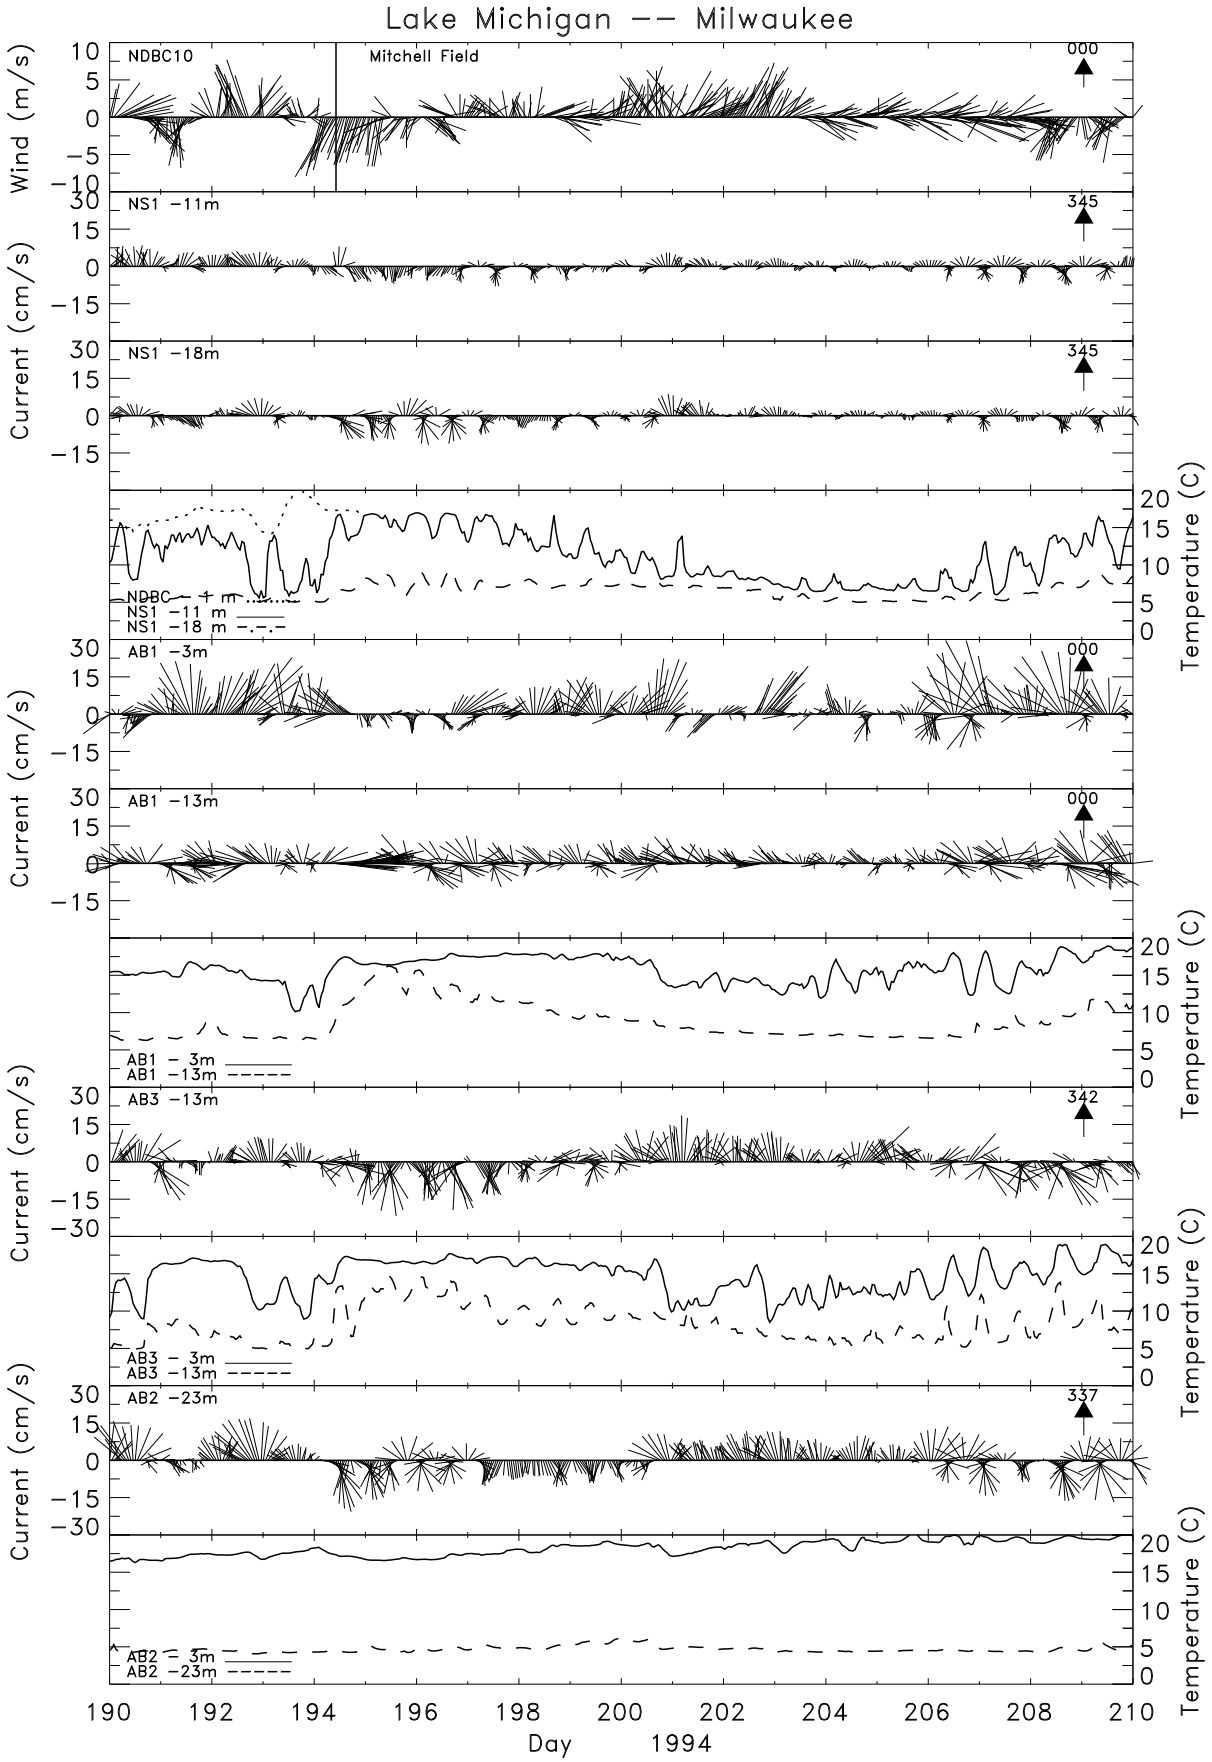 Lake Michigan -- Milwaukee
10
5
0
-5
-10
Wind (m/s)
NDBC10
Mitchell Field
000
30
15
0
-15
Current (cm/s)
NS1 -11m
345
30
15
0
-15
NS1 -18m
345
20
15
10
5
0
Temperature (C)
NDBC - 1 m
NS1 -11 m
NS1 -18 m
30
15
0
-15
Current (cm/s)
AB1 -3m
000
30
15
0
-15
AB1 -13m
000
20
15
10
5
0
Temperature (C)
AB1 - 3m
AB1 -13m
30
15
0
-15
-30
Current (cm/s)
AB3 -13m
342
20
15
10
5
0
Temperature (C)
AB3 - 3m
AB3 -13m
30
15
0
-15
-30
Current (cm/s)
AB2 -23m
337
20
15
10
5
0
Temperature (C)
AB2 - 3m
AB2 -23m
190 192 194 196 198 200 202 204 206 208 210
Day 1994